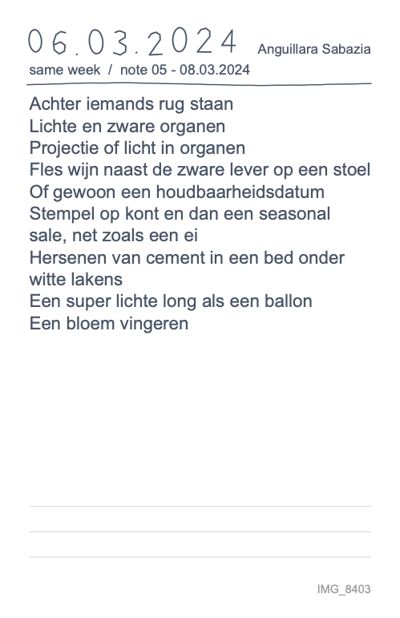 06.03.2024 Anguillara Sabazia
same week / note 05 - 08.03.2024
Achter iemands rug staan
Lichte en zware organen
Projectie of licht in organen
Fles wijn naast de zware lever op een stoel
Of gewoon een houdbaarheidsdatum
Stempel op kont en dan een seasonal
sale, net zoals een ei
Hersenen van cement in een bed onder
witte lakens
Een super lichte long als een ballon
Een bloem vingeren
IMG_8403